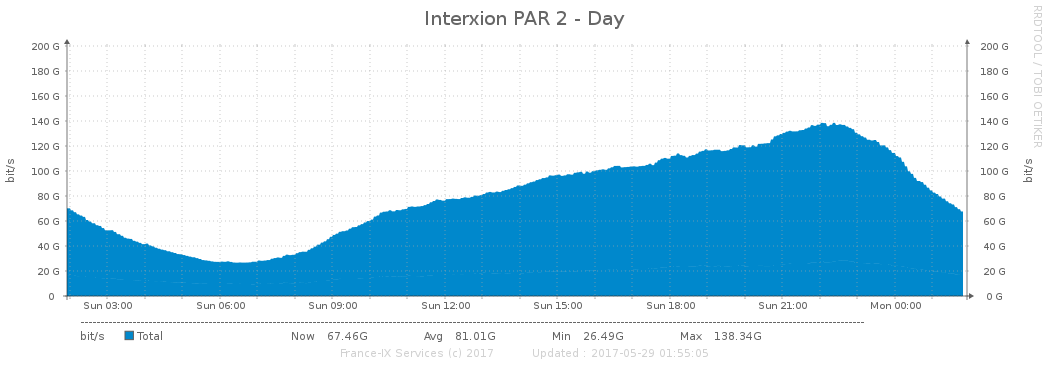 Interxion PAR 2 - Day
RRDTOOL / TOBI OETIKER
bit/s
200 G 200 G
180 G 180 G
160 G 160 G
140 G 140 G
120 G 120 G
100 G 100 G
80 G 80 G
60 G 60 G
40 G 40 G
20 G 20 G
0 0 G
bit/s
Sun 03:00 Sun 06:00 Sun 09:00 Sun 12:00 Sun 15:00 Sun 18:00 Sun 21:00 Mon 00:00
bit/s Total Now 67.46G Avg 81.01G Min 26.49G Max 138.34G
France-IX Services (c) 2017 Updated : 2017-05-29 01:55:05